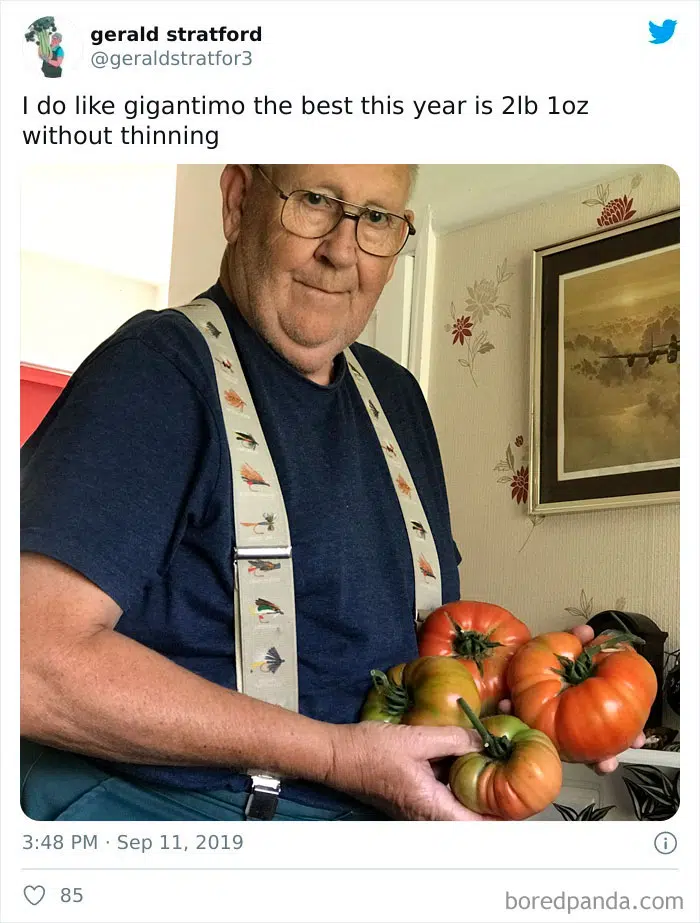 gerald stratford
@geraldstratfor3
I do like gigantimo the best this year is 2lb 1oz
without thinning
3:48 PM · Sep 11, 2019
85
boredpanda.com